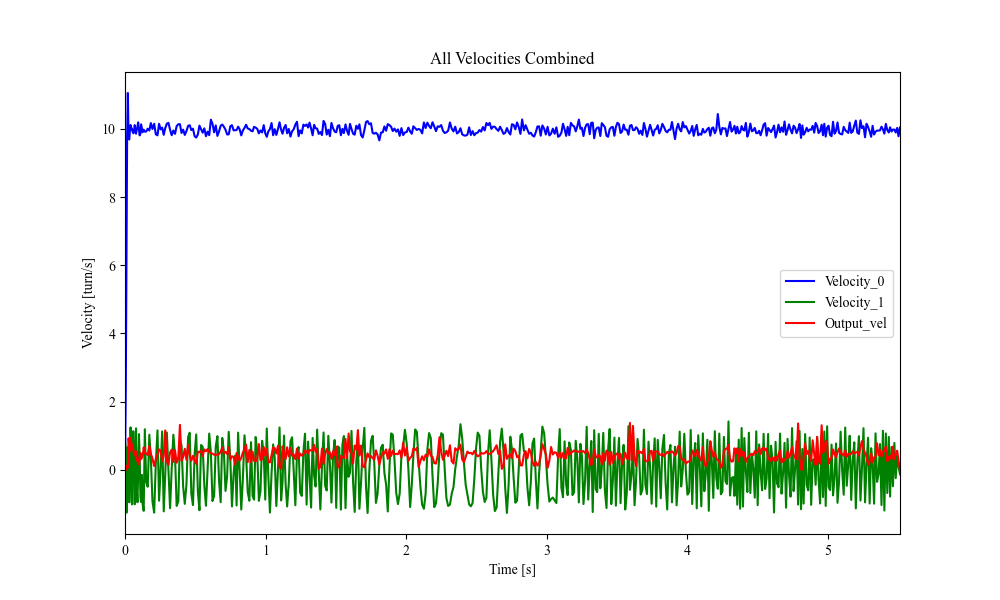 All Velocities Combined
Velocity [turn/s]
10
8
6
4
2
0
Velocity_0
Velocity_1
Output_vel
0 1 2 3 4 5
Time [s]